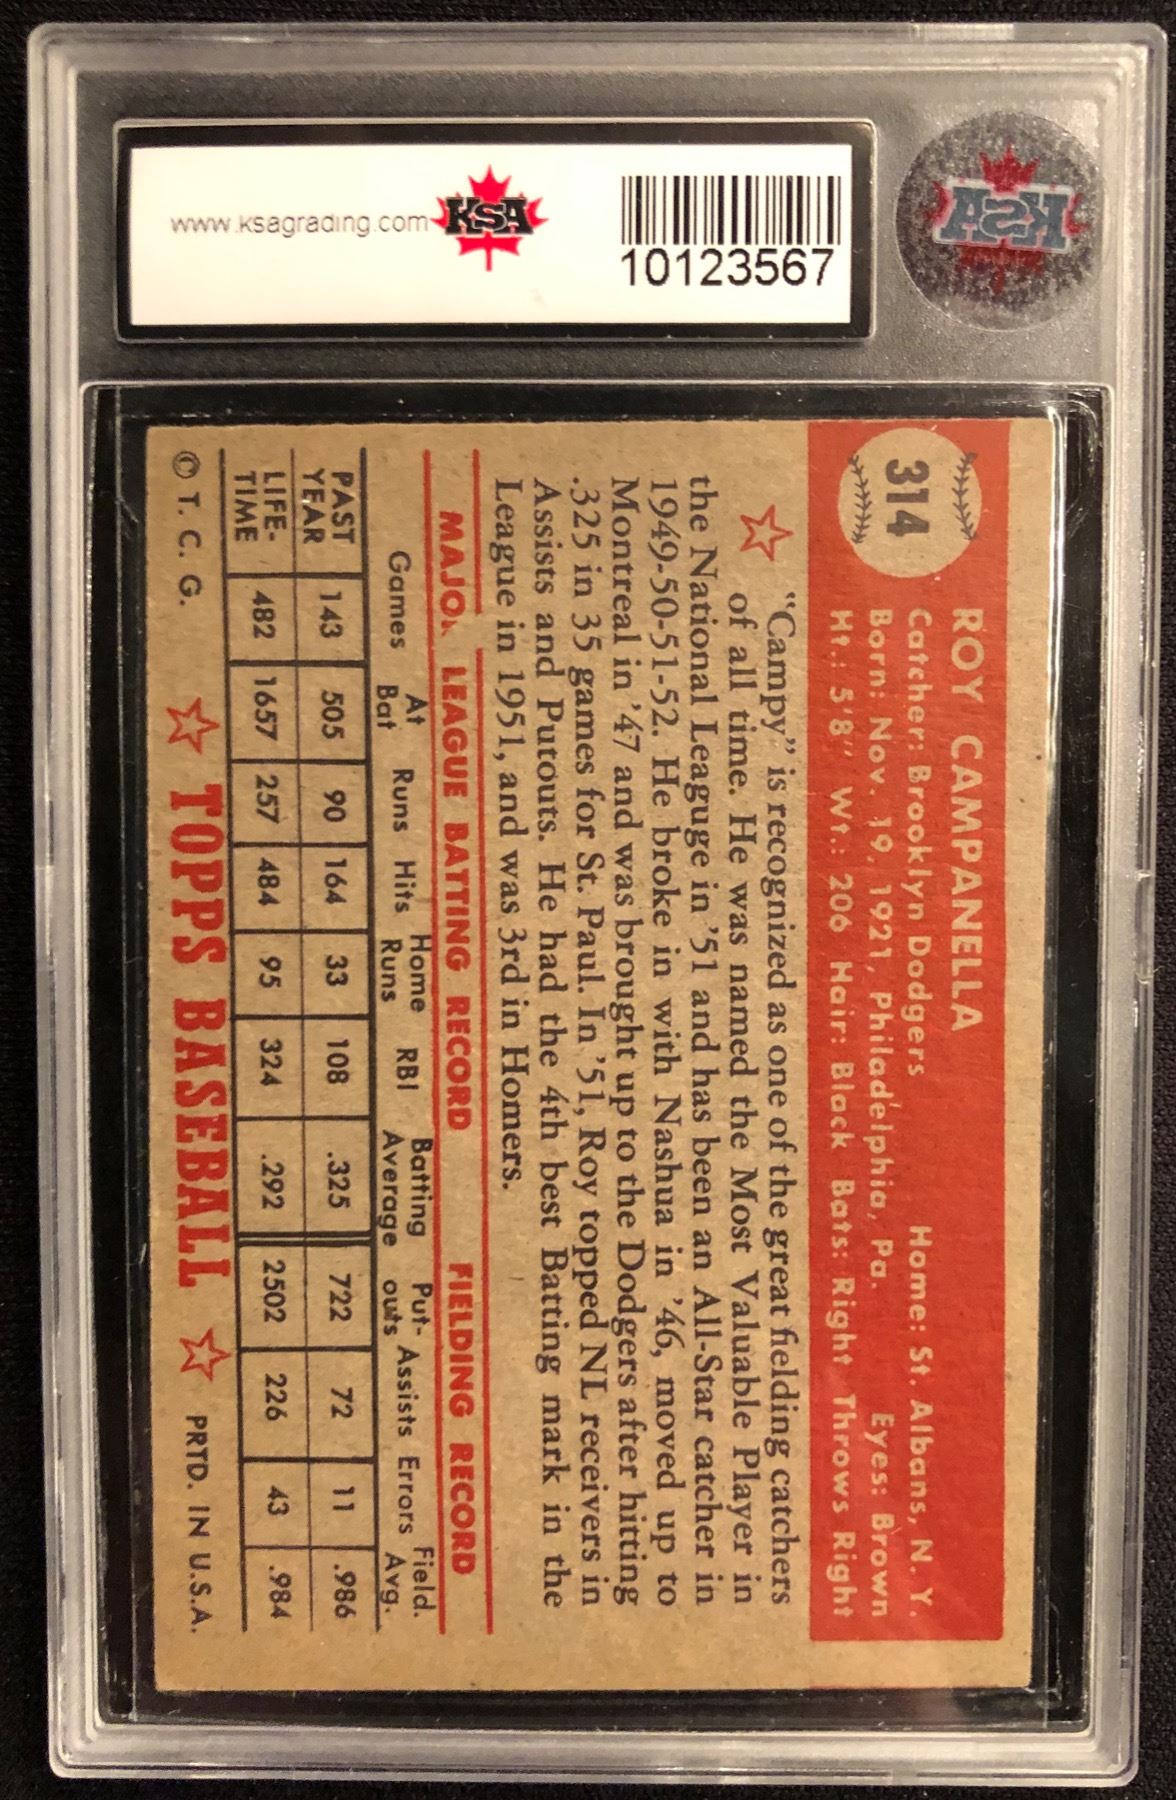 www.ksagrading.com
KSA
10123567
KSA
314
ROY CAMPANELLA
Catcher: Brooklyn Dodgers Home: St. Albans, N. Y.
Born: Nov. 19, 1921, Philadelphia, Pa. Eyes: Brown
Ht.: 5'8" Wt.: 206 Hair: Black Bats: Right Throws Right
"Campy" is recognized as one of the great fielding catchers
of all time. He was named the Most Valuable Player in
the National League in '51 and has been an All-Star catcher in
1949-50-51-52. He broke in with Nashua in '46, moved up to
Montreal in '47 and was brought up to the Dodgers after hitting
.325 in 35 games for St. Paul. In '51, Roy topped NL receivers in
Assists and Putouts. He had the 4th best Batting mark in the
League in 1951, and was 3rd in Homers.
MAJOR LEAGUE BATTING RECORD FIELDING RECORD
Games At Bat Runs Hits Home Runs RBI Batting Average Put-outs Assists Errors Field. Avg.
PAST YEAR 143 505 90 164 33 108 .325 722 72 11 .986
LIFE-TIME 482 1657 257 484 95 324 .292 2502 226 43 .984
© T. C. G. TOPPS BASEBALL PRTD. IN U.S.A.